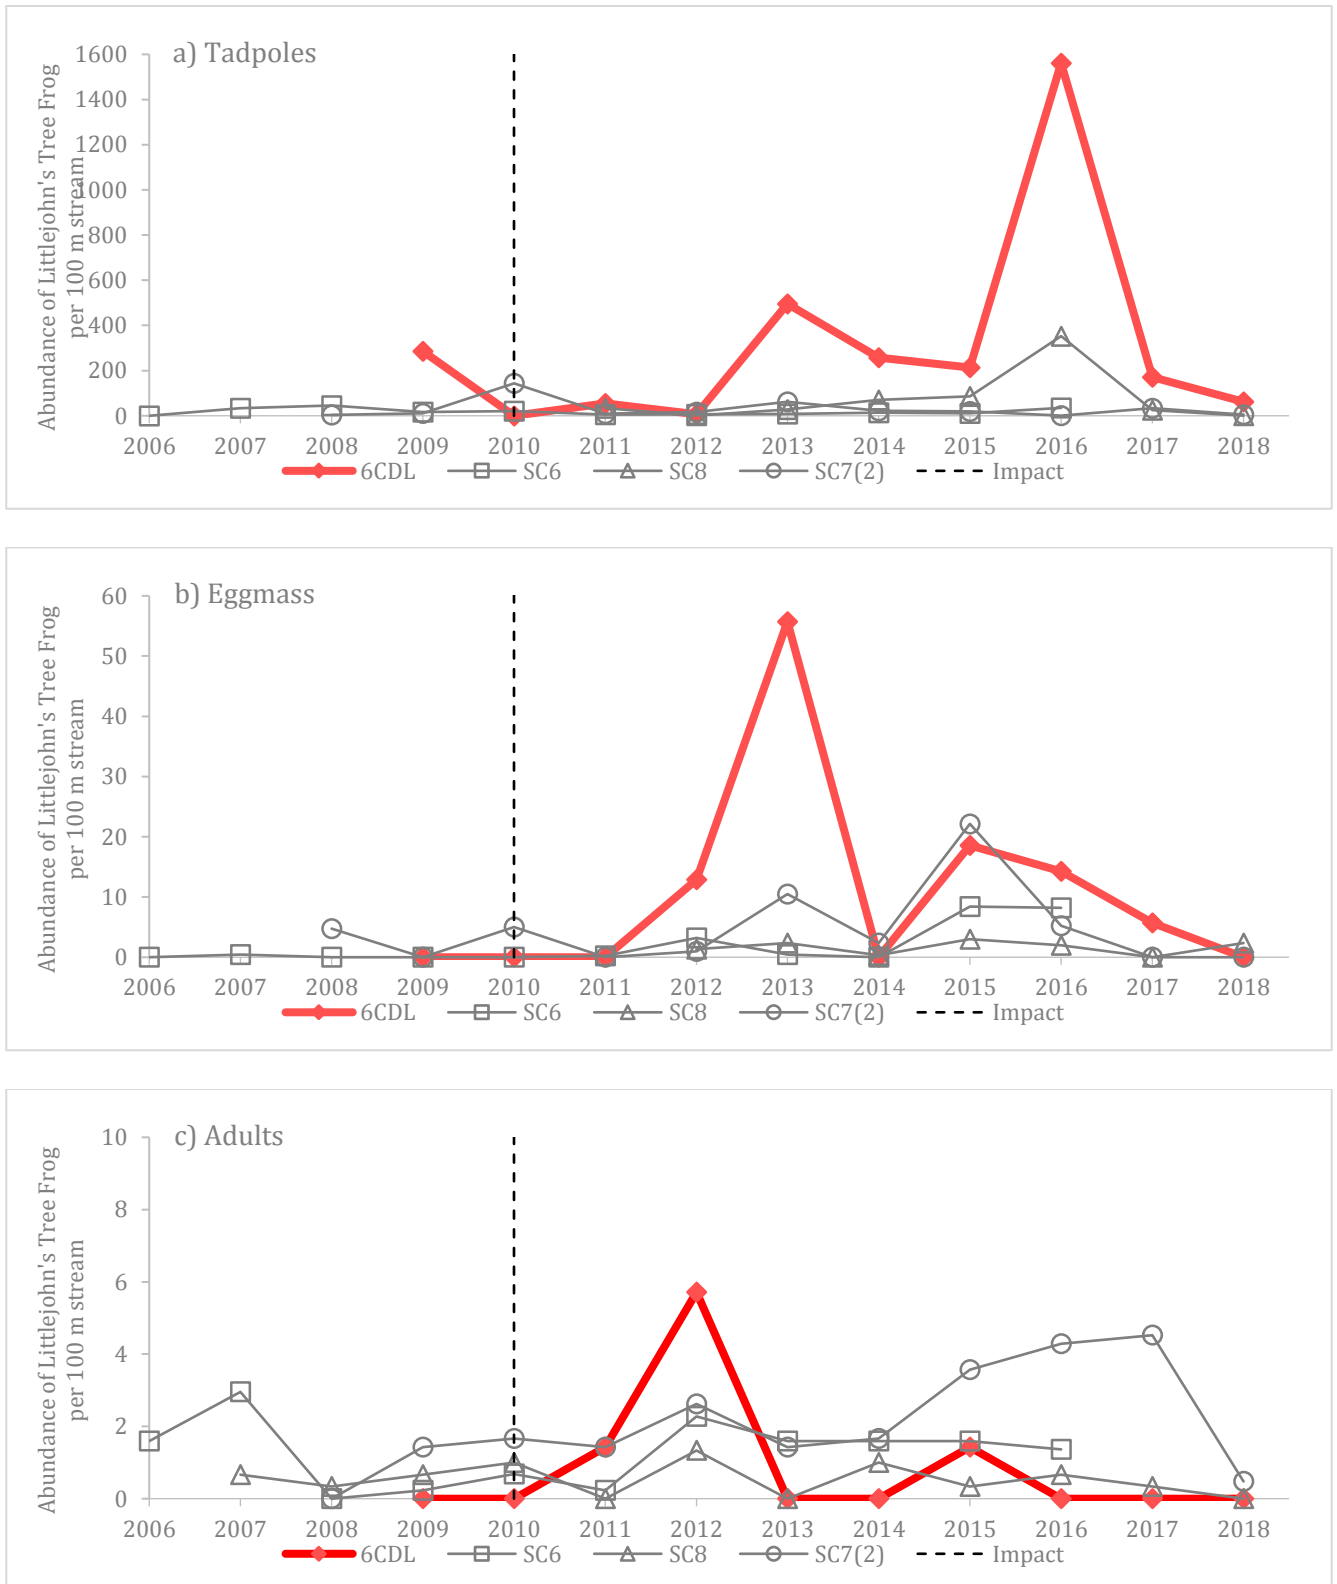 a) Tadpoles
Abundance of Littlejohn's Tree Frog
per 100 m stream
1600
1400
1200
1000
800
600
400
200
0
2006 2007 2008 2009 2010 2011 2012 2013 2014 2015 2016 2017 2018
6CDL SC6 SC8 SC7(2) Impact
b) Eggmass
Abundance of Littlejohn's Tree Frog
per 100 m stream
60
50
40
30
20
10
0
2006 2007 2008 2009 2010 2011 2012 2013 2014 2015 2016 2017 2018
6CDL SC6 SC8 SC7(2) Impact
c) Adults
Abundance of Littlejohn's Tree Frog
per 100 m stream
10
8
6
4
2
0
2006 2007 2008 2009 2010 2011 2012 2013 2014 2015 2016 2017 2018
6CDL SC6 SC8 SC7(2) Impact